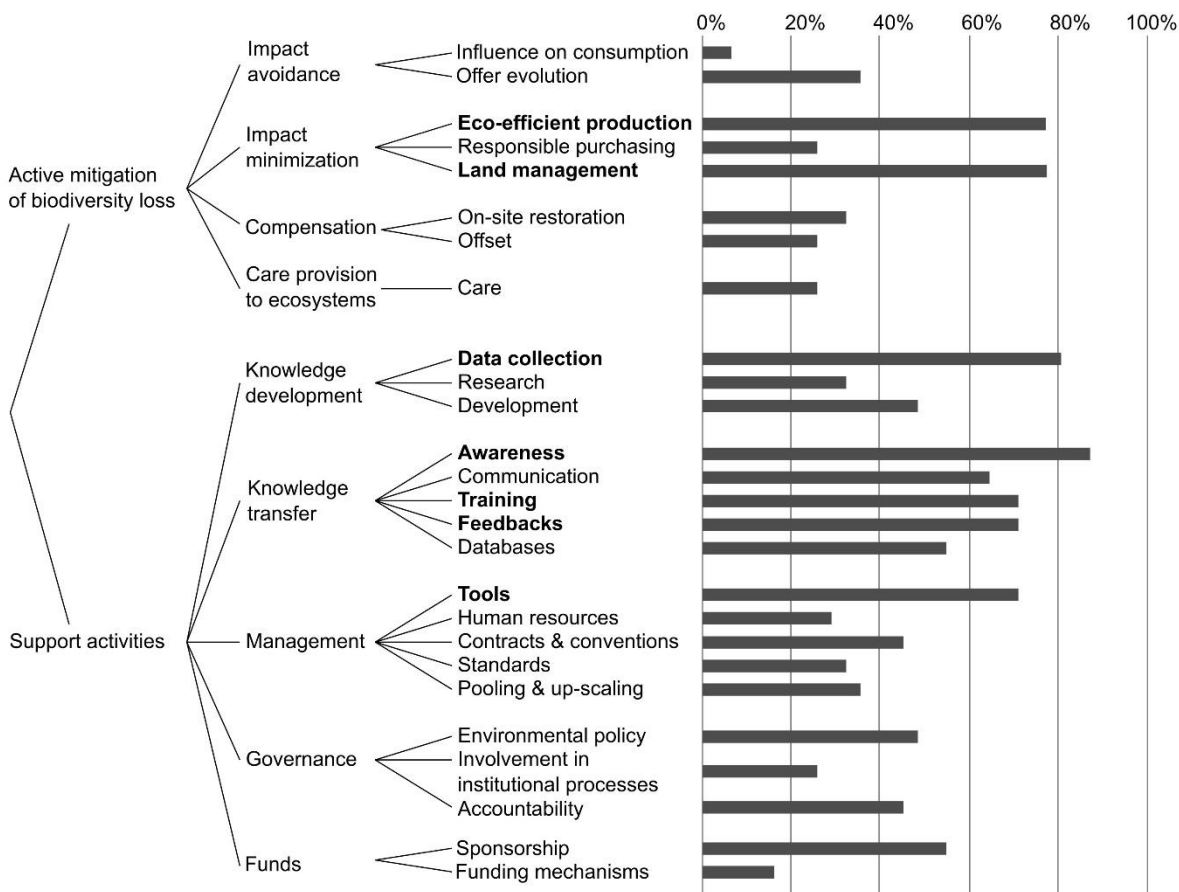 0% 20% 40% 60% 80% 100%
Impact
avoidance
Influence on consumption
Offer evolution
Impact
minimization
Eco-efficient production
Responsible purchasing
Land management
Active mitigation
of biodiversity loss
Compensation
On-site restoration
Offset
Care provision
to ecosystems
Care
Knowledge
development
Data collection
Research
Development
Knowledge
transfer
Awareness
Communication
Training
Feedbacks
Databases
Support activities
Management
Tools
Human resources
Contracts & conventions
Standards
Pooling & up-scaling
Governance
Environmental policy
Involvement in
institutional processes
Accountability
Funds
Sponsorship
Funding mechanisms